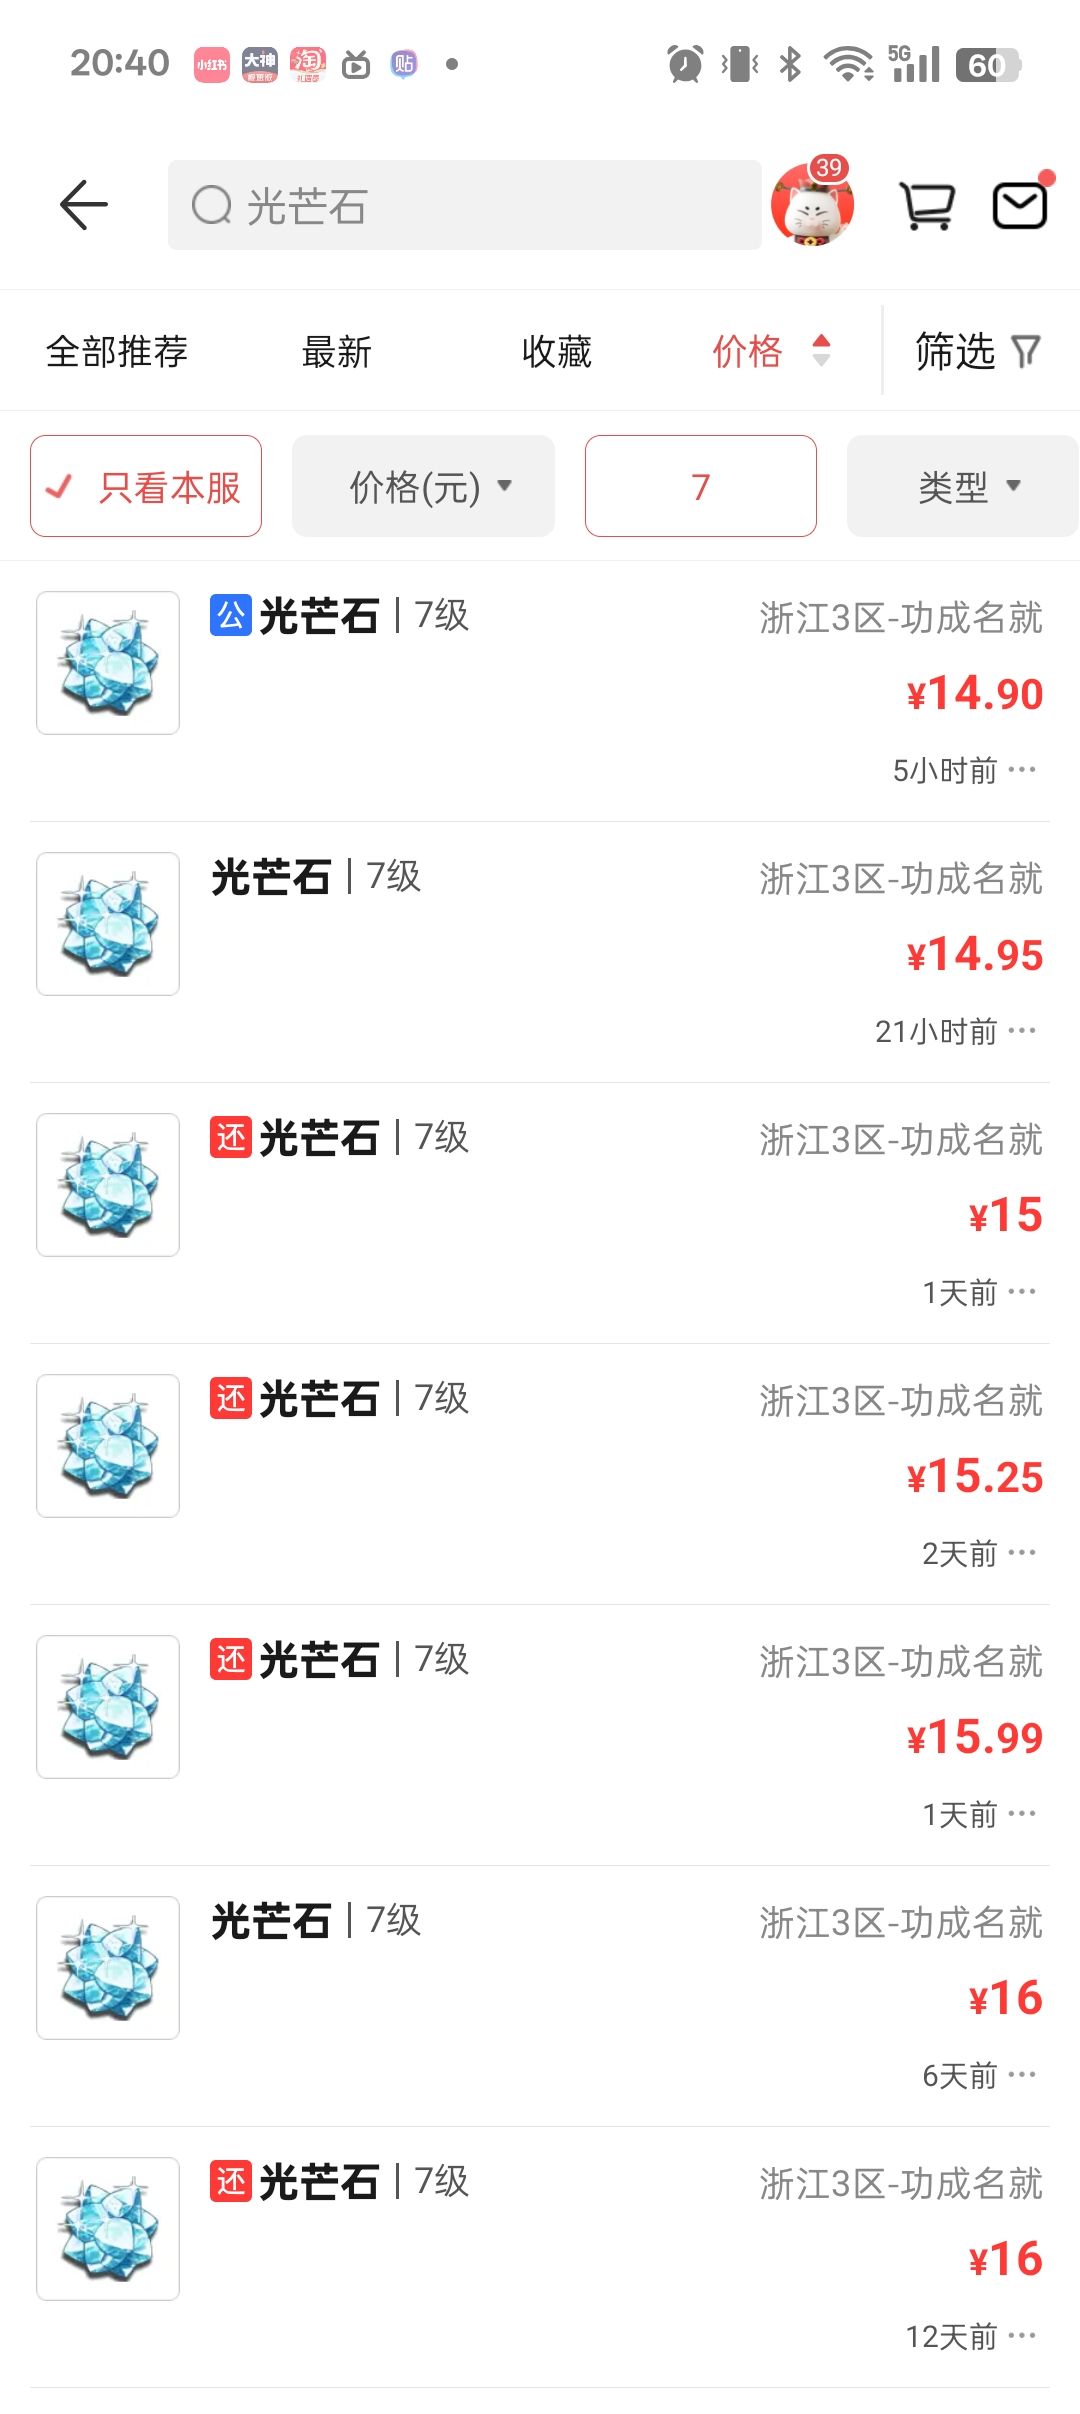 20:40 小红书 大神 淘 贴 5G 60
光芒石 39
全部推荐 最新 收藏 价格 筛选
只看本服 价格(元) 7 类型
公 光芒石 | 7级 浙江3区-功成名就
¥14.90
5小时前 ···
光芒石 | 7级 浙江3区-功成名就
¥14.95
21小时前 ···
还 光芒石 | 7级 浙江3区-功成名就
¥15
1天前 ···
还 光芒石 | 7级 浙江3区-功成名就
¥15.25
2天前 ···
还 光芒石 | 7级 浙江3区-功成名就
¥15.99
1天前 ···
光芒石 | 7级 浙江3区-功成名就
¥16
6天前 ···
还 光芒石 | 7级 浙江3区-功成名就
¥16
12天前 ···